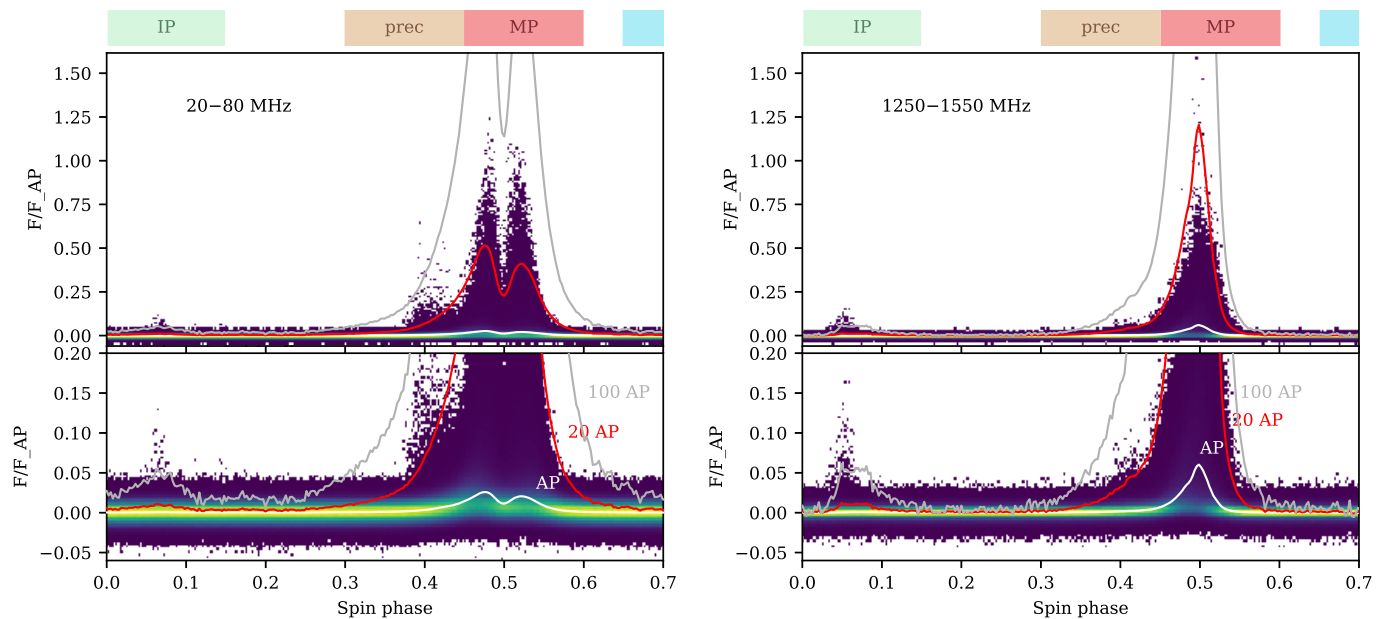 IP prec MP
20−80 MHz
F/F_AP
1.50
1.25
1.00
0.75
0.50
0.25
0.00
F/F_AP
0.20
0.15
0.10
0.05
0.00
−0.05
100 AP
20 AP
AP
0.0 0.1 0.2 0.3 0.4 0.5 0.6 0.7
Spin phase
IP prec MP
1250−1550 MHz
F/F_AP
1.50
1.25
1.00
0.75
0.50
0.25
0.00
F/F_AP
0.20
0.15
0.10
0.05
0.00
−0.05
100 AP
20 AP
AP
0.0 0.1 0.2 0.3 0.4 0.5 0.6 0.7
Spin phase